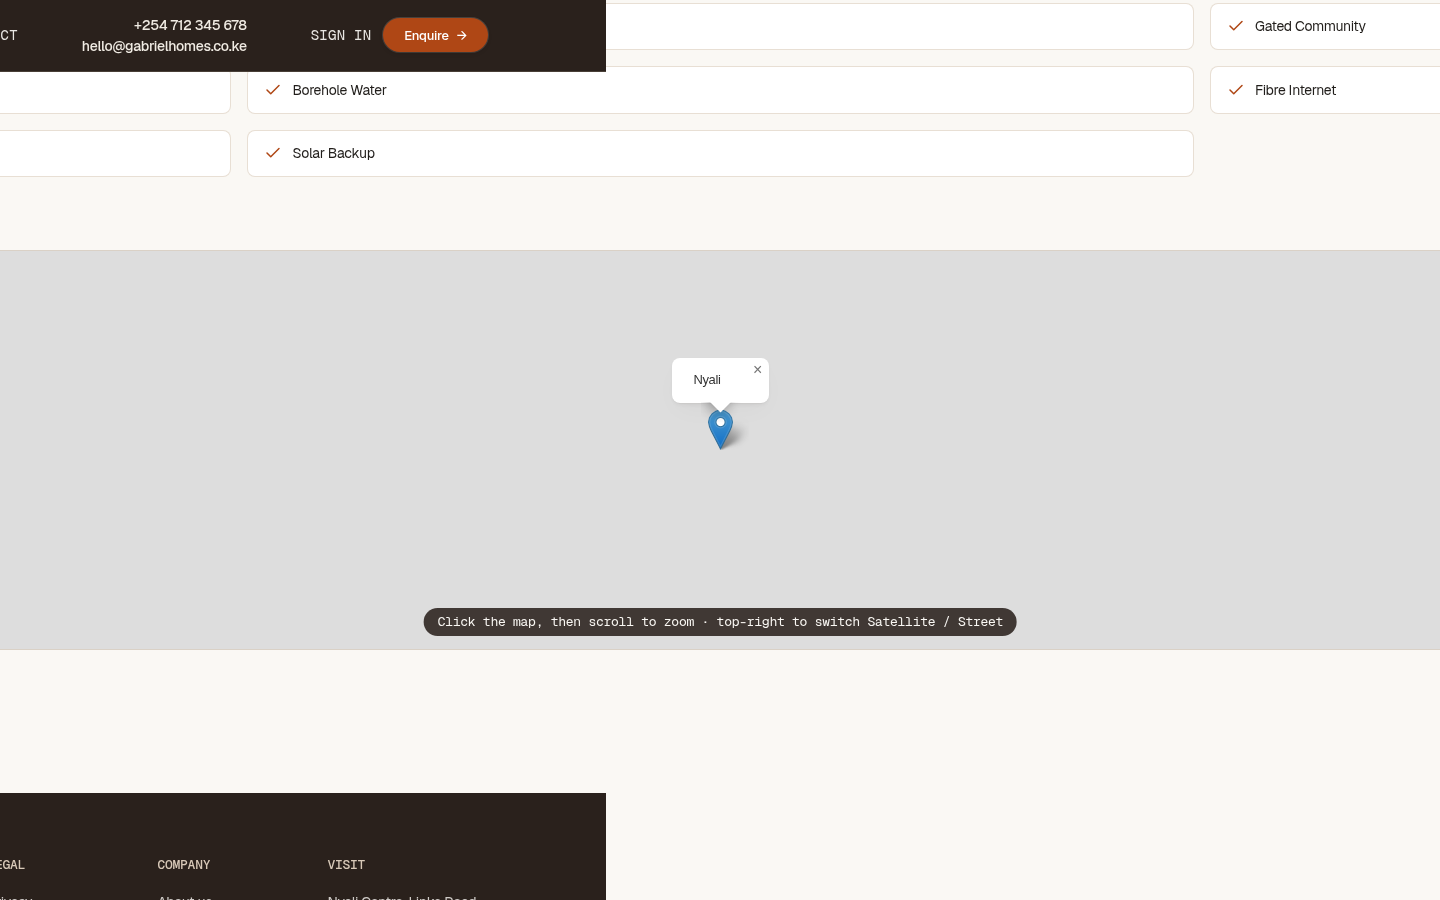 CT
+254 712 345 678
hello@gabrielhomes.co.ke
SIGN IN
Enquire →
Gated Community
Borehole Water
Fibre Internet
Solar Backup
Nyali
×
Click the map, then scroll to zoom · top-right to switch Satellite / Street
EGAL
COMPANY
VISIT